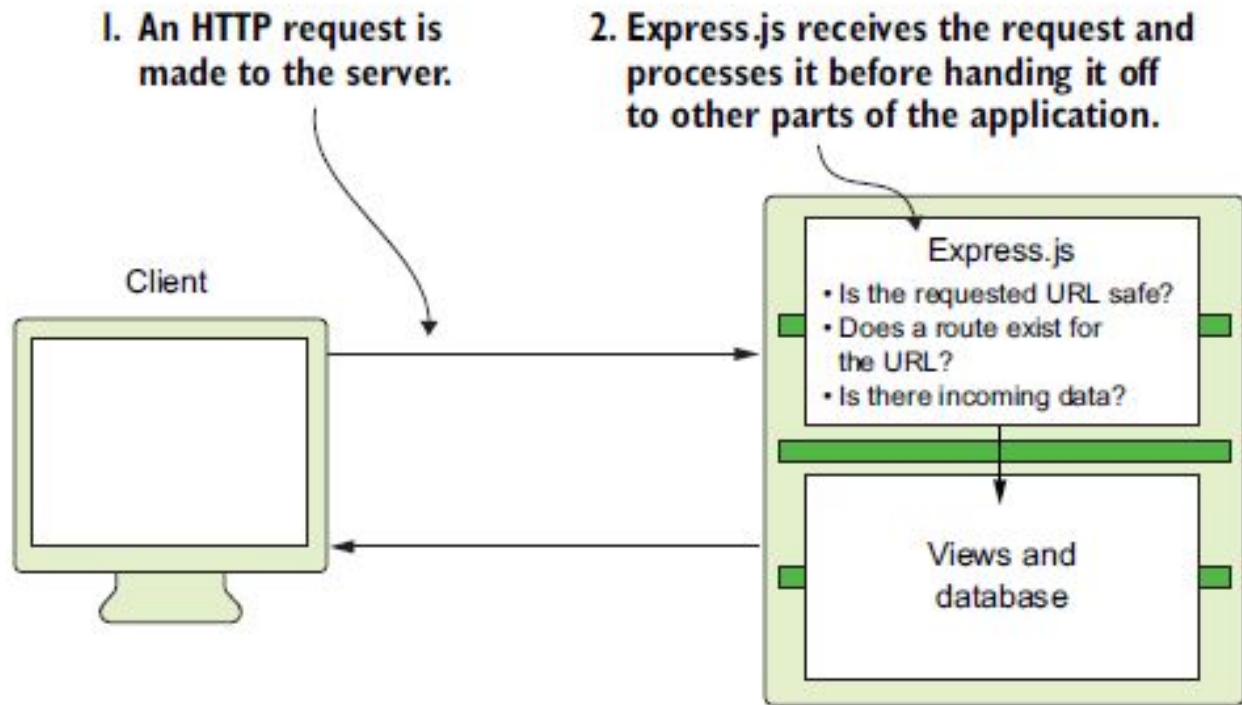 1. An HTTP request is
made to the server.
2. Express.js receives the request and
processes it before handing it off
to other parts of the application.
Client
Express.js
• Is the requested URL safe?
• Does a route exist for
the URL?
• Is there incoming data?
Views and
database